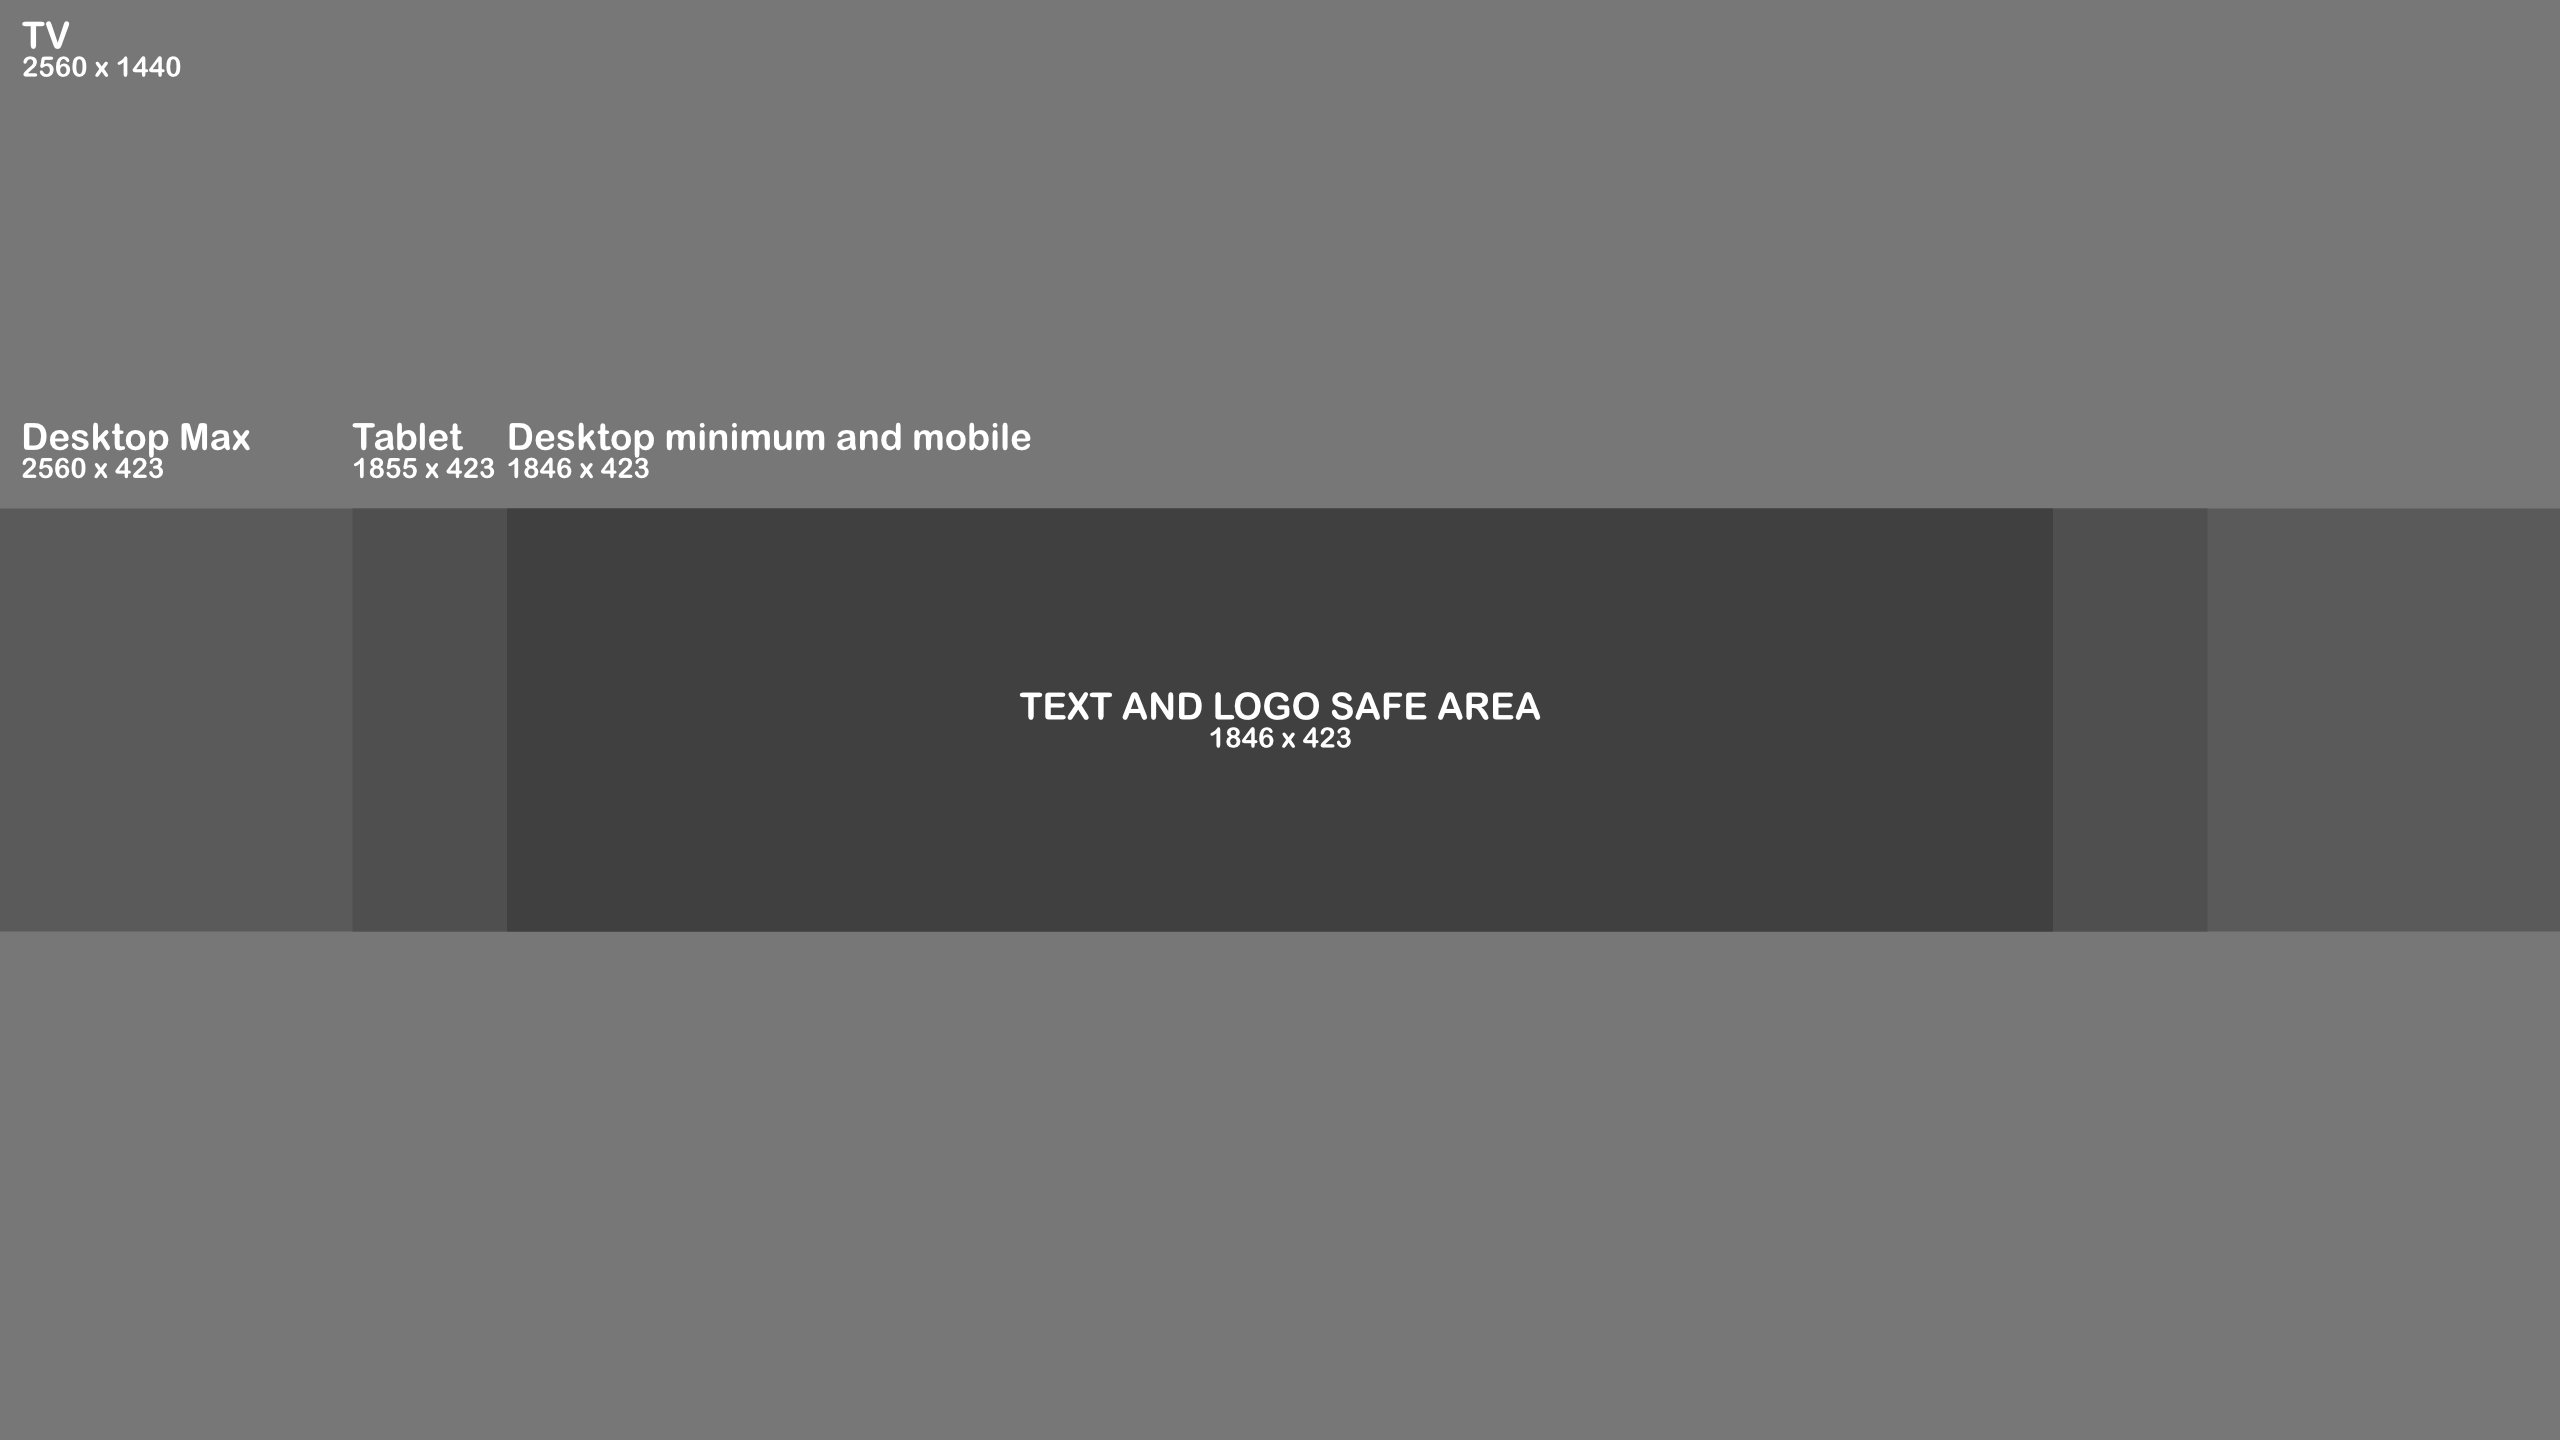 TV
2560 x 1440
Desktop Max
2560 x 423
Tablet
1855 x 423
Desktop minimum and mobile
1846 x 423
TEXT AND LOGO SAFE AREA
1846 x 423